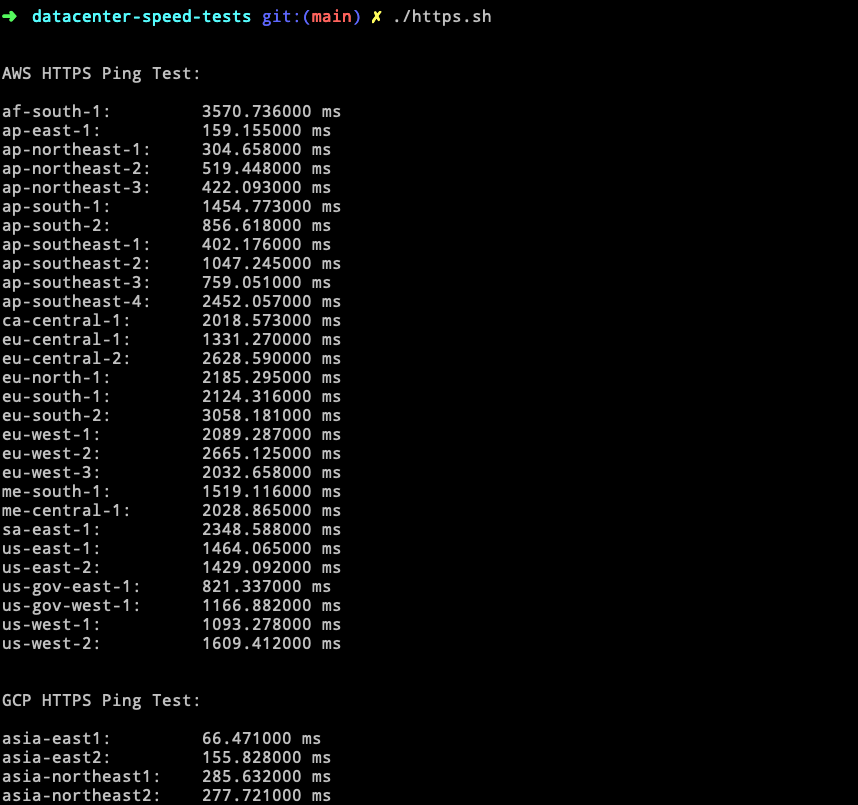 ➜ datacenter-speed-tests git:(main) ✗ ./https.sh
AWS HTTPS Ping Test:
af-south-1: 3570.736000 ms
ap-east-1: 159.155000 ms
ap-northeast-1: 304.658000 ms
ap-northeast-2: 519.448000 ms
ap-northeast-3: 422.093000 ms
ap-south-1: 1454.773000 ms
ap-south-2: 856.618000 ms
ap-southeast-1: 402.176000 ms
ap-southeast-2: 1047.245000 ms
ap-southeast-3: 759.051000 ms
ap-southeast-4: 2452.057000 ms
ca-central-1: 2018.573000 ms
eu-central-1: 1331.270000 ms
eu-central-2: 2628.590000 ms
eu-north-1: 2185.295000 ms
eu-south-1: 2124.316000 ms
eu-south-2: 3058.181000 ms
eu-west-1: 2089.287000 ms
eu-west-2: 2665.125000 ms
eu-west-3: 2032.658000 ms
me-south-1: 1519.116000 ms
me-central-1: 2028.865000 ms
sa-east-1: 2348.588000 ms
us-east-1: 1464.065000 ms
us-east-2: 1429.092000 ms
us-gov-east-1: 821.337000 ms
us-gov-west-1: 1166.882000 ms
us-west-1: 1093.278000 ms
us-west-2: 1609.412000 ms
GCP HTTPS Ping Test:
asia-east1: 66.471000 ms
asia-east2: 155.828000 ms
asia-northeast1: 285.632000 ms
asia-northeast2: 277.721000 ms